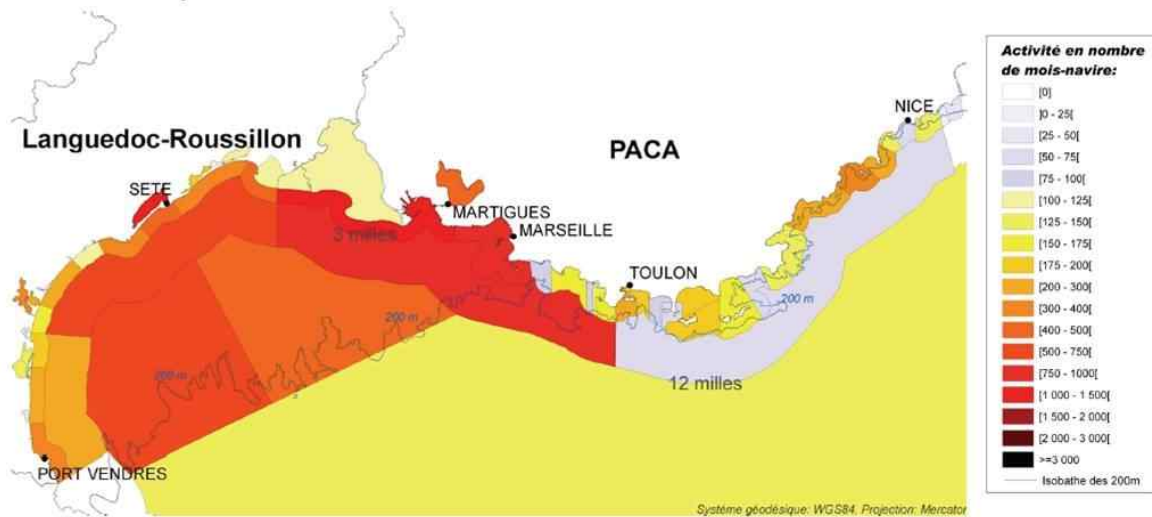 Languedoc-Roussillon
PACA
NICE
SETE
MARTIGUES
MARSEILLE
3 milles
TOULON
200 m
200 m
200 m
12 milles
PORT VENDRES
Système géodésique: WGS84, Projection: Mercator
Activité en nombre
de mois-navire:
[0]
]0 - 25[
[25 - 50[
[50 - 75[
[75 - 100[
[100 - 125[
[125 - 150[
[150 - 175[
[175 - 200[
[200 - 300[
[300 - 400[
[400 - 500[
[500 - 750[
[750 - 1000[
[1 000 - 1 500[
[1 500 - 2 000[
[2 000 - 3 000[
>=3 000
Isobathe des 200m